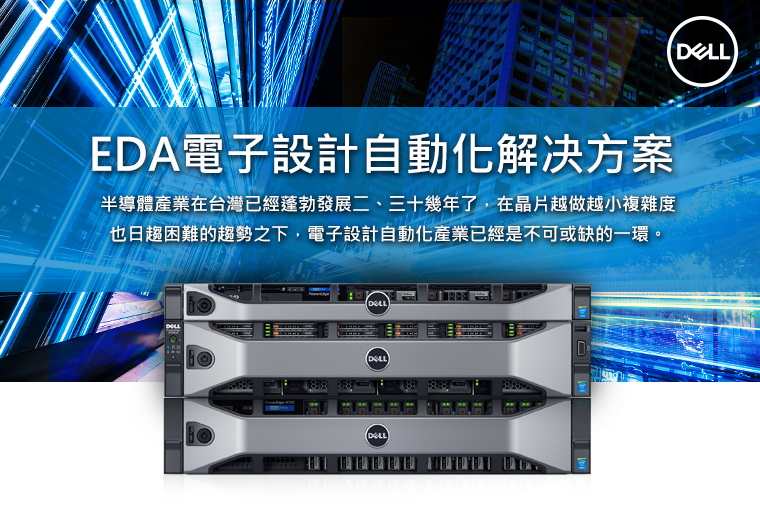 DELL
EDA電子設計自動化解決方案
半導體產業在台灣已經蓬勃發展二、三十幾年了，在晶片越做越小複雜度
也日趨困難的趨勢之下，電子設計自動化產業已經是不可或缺的一環。
PowerEdge
DELL
DELL
DELL
DELL